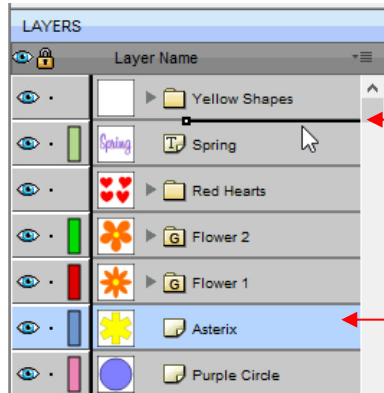 LAYERS
Layer Name
Yellow Shapes
Spring T Spring
Red Hearts
G Flower 2
G Flower 1
Asterix
Purple Circle